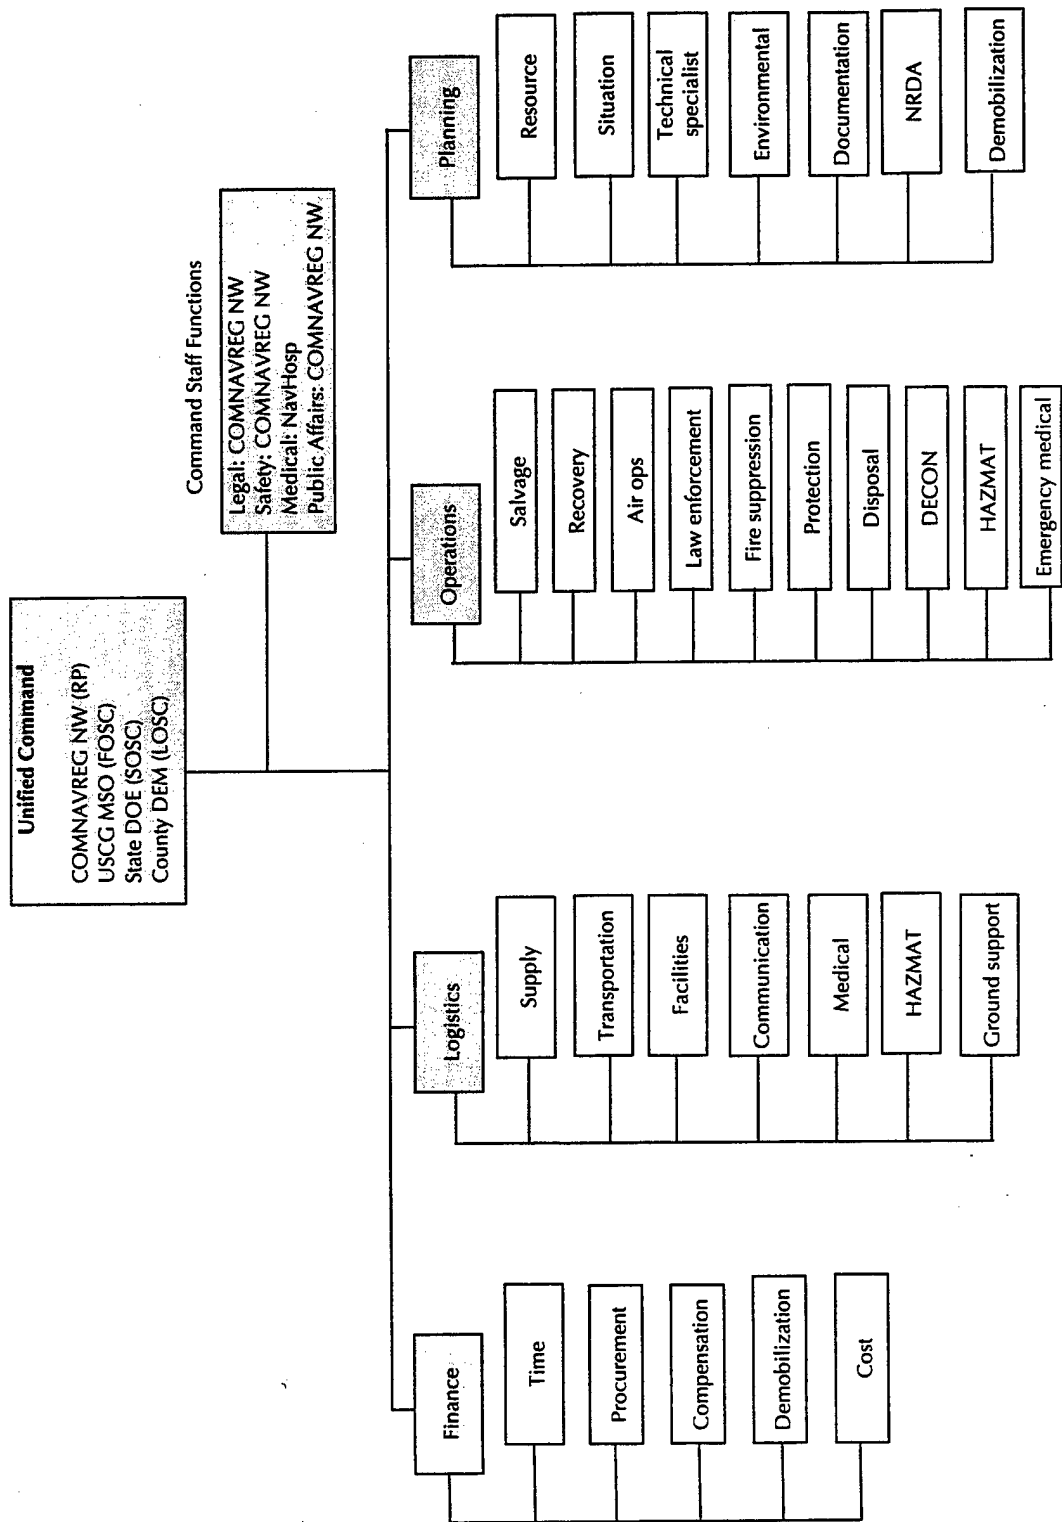 Unified Command
COMNAVREG NW (RP)
USCG MSO (FOSC)
State DOE (SOSC)
County DEM (LOSC)
Command Staff Functions
Legal: COMNAVREG NW
Safety: COMNAVREG NW
Medical: NavHosp
Public Affairs: COMNAVREG NW
Finance
Time
Procurement
Compensation
Demobilization
Cost
Logistics
Supply
Transportation
Facilities
Communication
Medical
HAZMAT
Ground support
Operations
Salvage
Recovery
Air ops
Law enforcement
Fire suppression
Protection
Disposal
DECON
HAZMAT
Emergency medical
Planning
Resource
Situation
Technical
specialist
Environmental
Documentation
NRDA
Demobilization